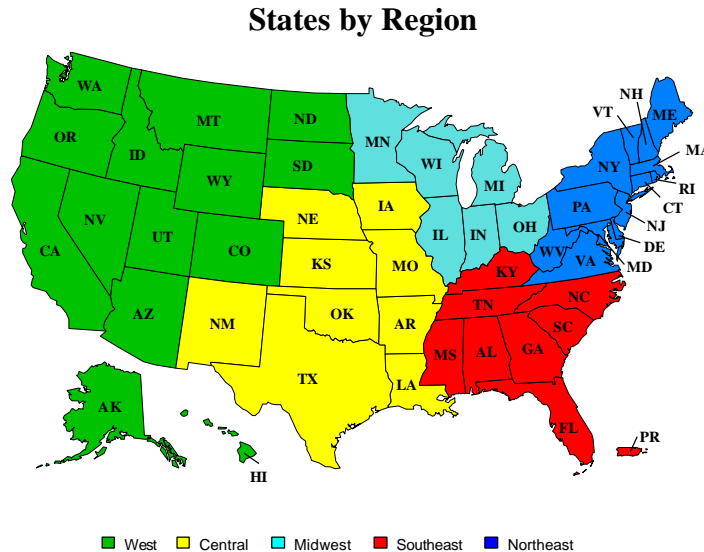 States by Region
WA
MT
ND
MN
OR
ID
SD
WI
MI
WY
NH
VT
ME
MA
NY
RI
CT
PA
NJ
DE
MD
NV
CA
UT
CO
NE
IA
IL
IN
OH
WV
VA
KS
MO
KY
AZ
NM
OK
AR
TN
NC
SC
MS
AL
GA
TX
LA
FL
AK
HI
PR
West Central Midwest Southeast Northeast